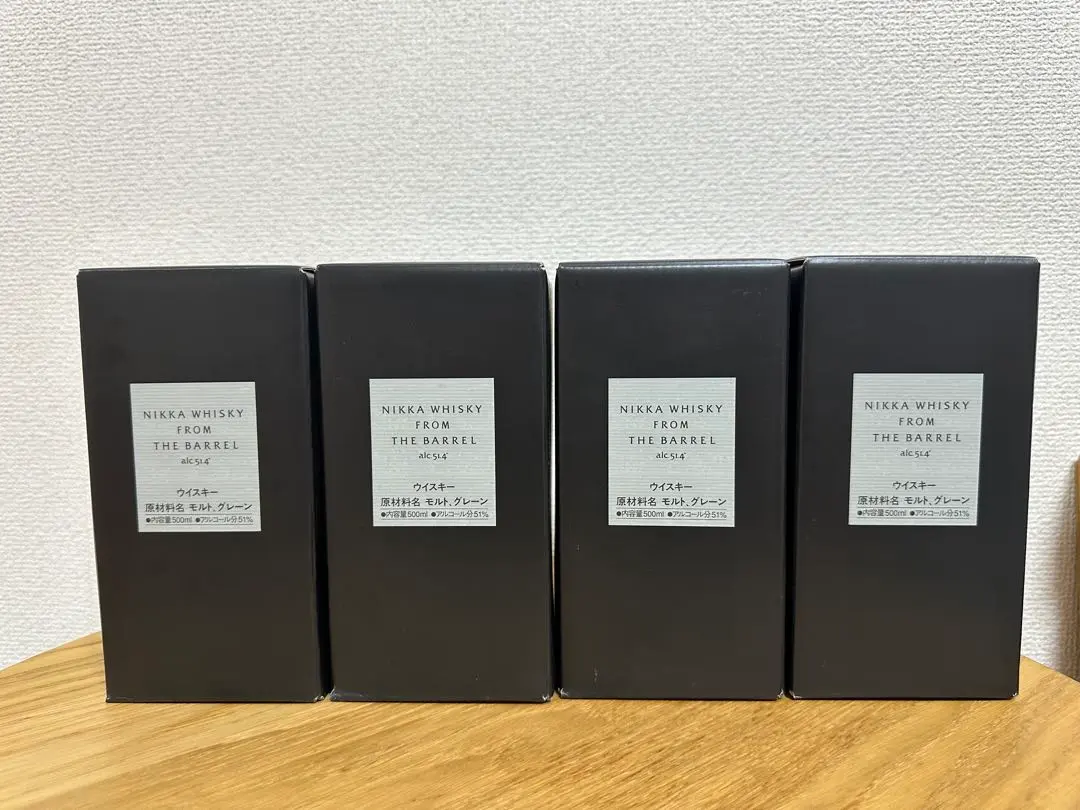 NIKKA WHISKY
FROM
THE BARREL
alc.51.4°
ウイスキー
原材料名 モルト、グレーン
●内容量500ml ●アルコール分51%
NIKKA WHISKY
FROM
THE BARREL
alc.51.4°
ウイスキー
原材料名 モルト、グレーン
●内容量500ml ●アルコール分51%
NIKKA WHISKY
FROM
THE BARREL
alc.51.4°
ウイスキー
原材料名 モルト、グレーン
●内容量500ml ●アルコール分51%
NIKKA WHISKY
FROM
THE BARREL
alc.51.4°
ウイスキー
原材料名 モルト、グレーン
●内容量500ml ●アルコール分51%